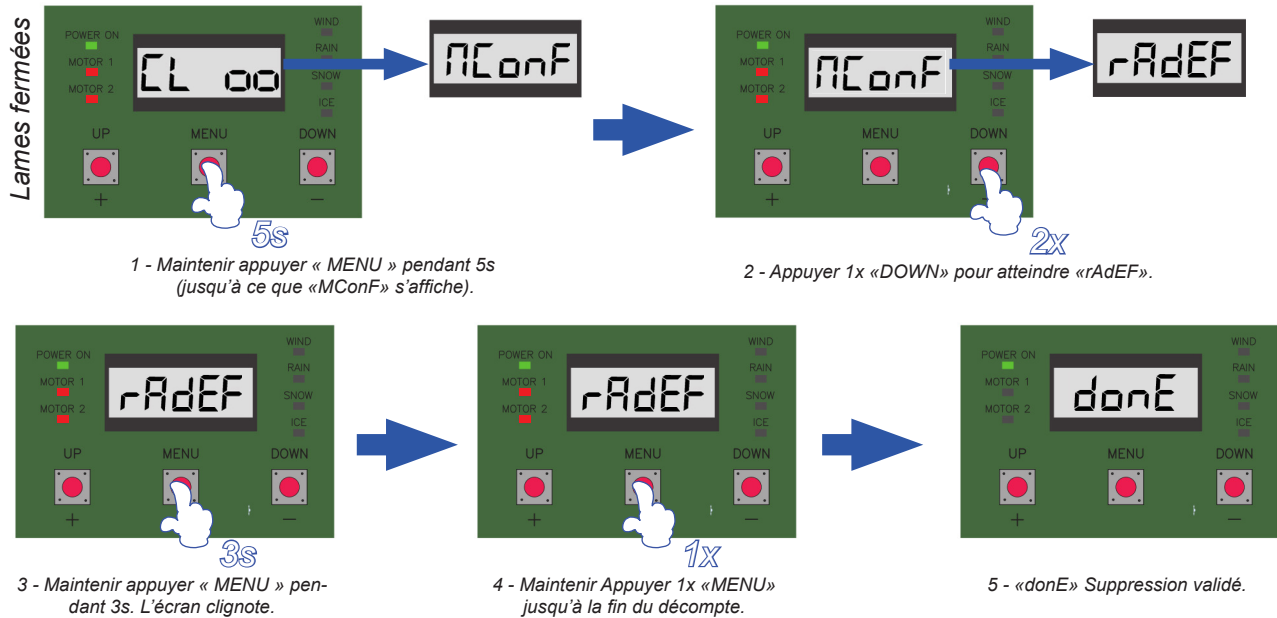 Lames fermées
POWER ON
MOTOR 1
MOTOR 2
CL oo
WIND
RAIN
SNOW
ICE
UP
MENU
DOWN
+
−
5s
MConF
1 - Maintenir appuyer « MENU » pendant 5s
(jusqu'à ce que «MConF» s'affiche).
POWER ON
MOTOR 1
MOTOR 2
MConF
WIND
RAIN
SNOW
ICE
UP
MENU
DOWN
+
2x
rAdEF
2 - Appuyer 1x «DOWN» pour atteindre «rAdEF».
POWER ON
MOTOR 1
MOTOR 2
rAdEF
WIND
RAIN
SNOW
ICE
UP
MENU
DOWN
+
−
3s
3 - Maintenir appuyer « MENU » pen-
dant 3s. L'écran clignote.
POWER ON
MOTOR 1
MOTOR 2
rAdEF
WIND
RAIN
SNOW
ICE
UP
MENU
DOWN
+
−
1x
4 - Maintenir Appuyer 1x «MENU»
jusqu'à la fin du décompte.
POWER ON
MOTOR 1
MOTOR 2
donE
WIND
RAIN
SNOW
ICE
UP
MENU
DOWN
+
−
5 - «donE» Suppression validé.